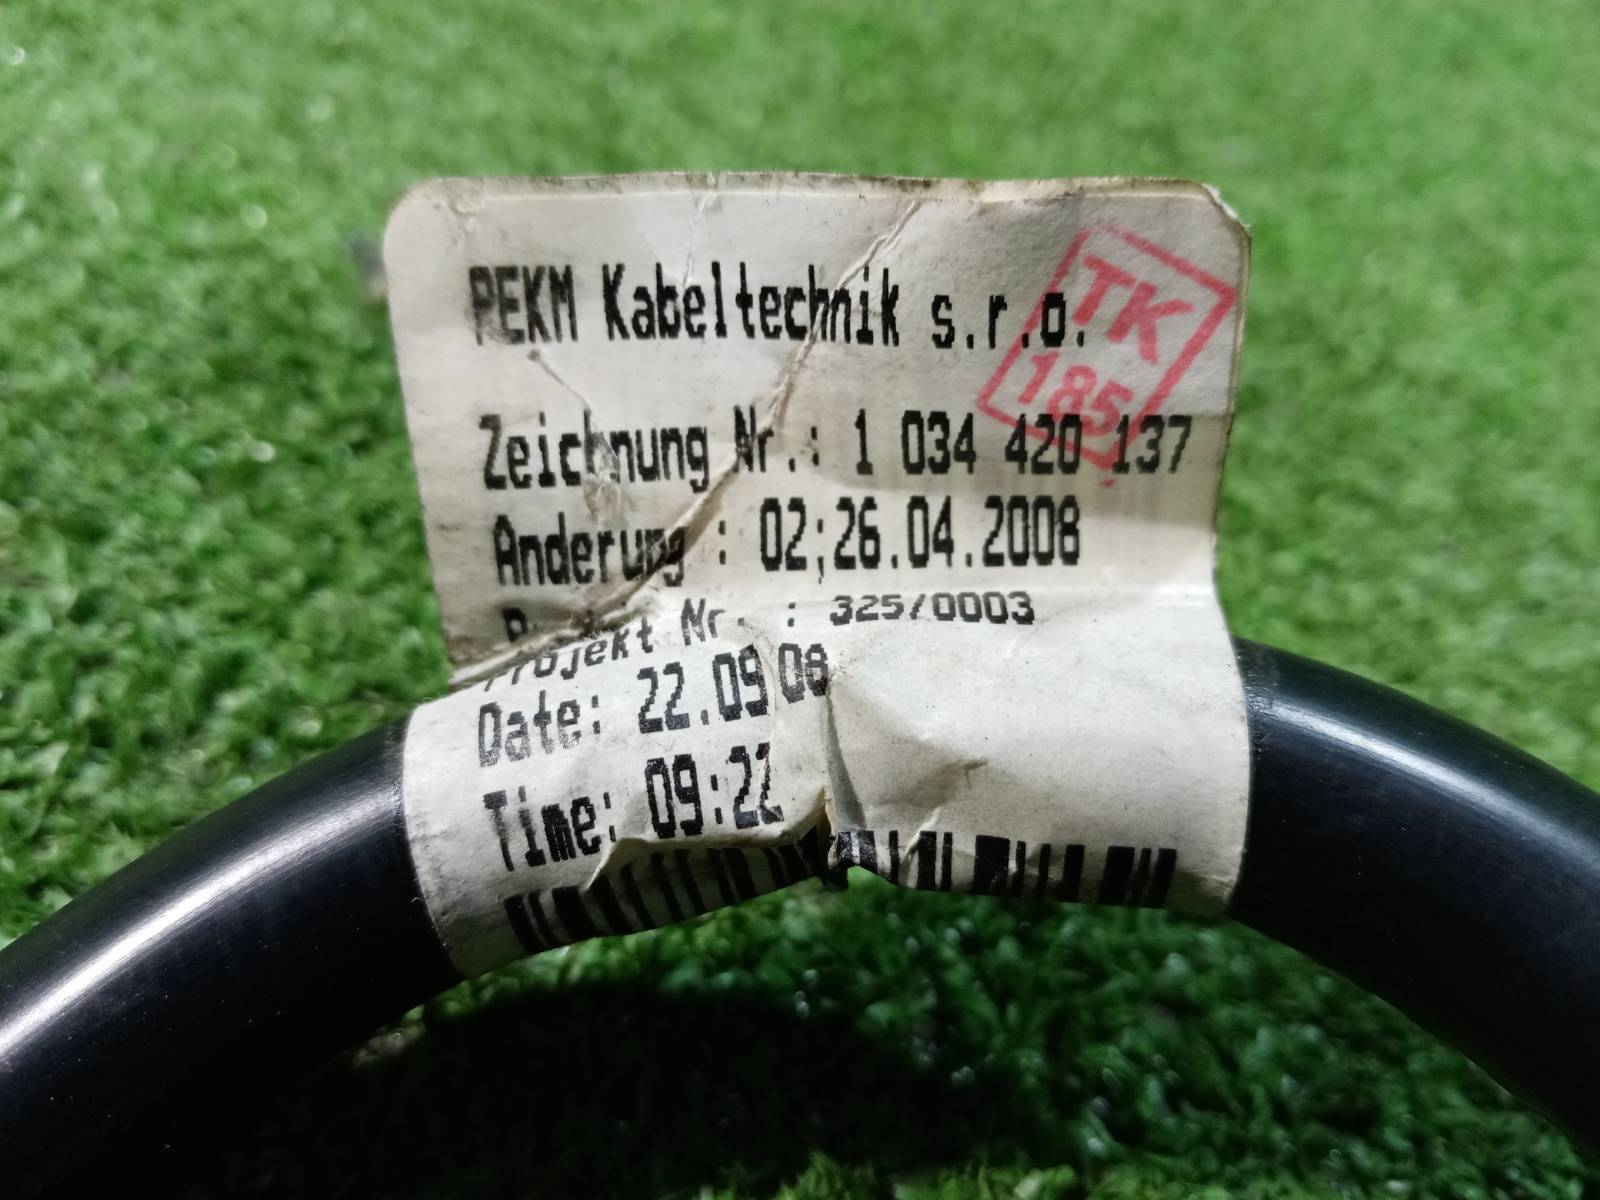 PEKM Kabeltechnik s.r.o.
TK
185
Zeichnung Nr.: 1 034 420 137
Anderung : 02;26.04.2008
Projekt Nr. : 325/0003
Date: 22.09 08
Time: 09:22